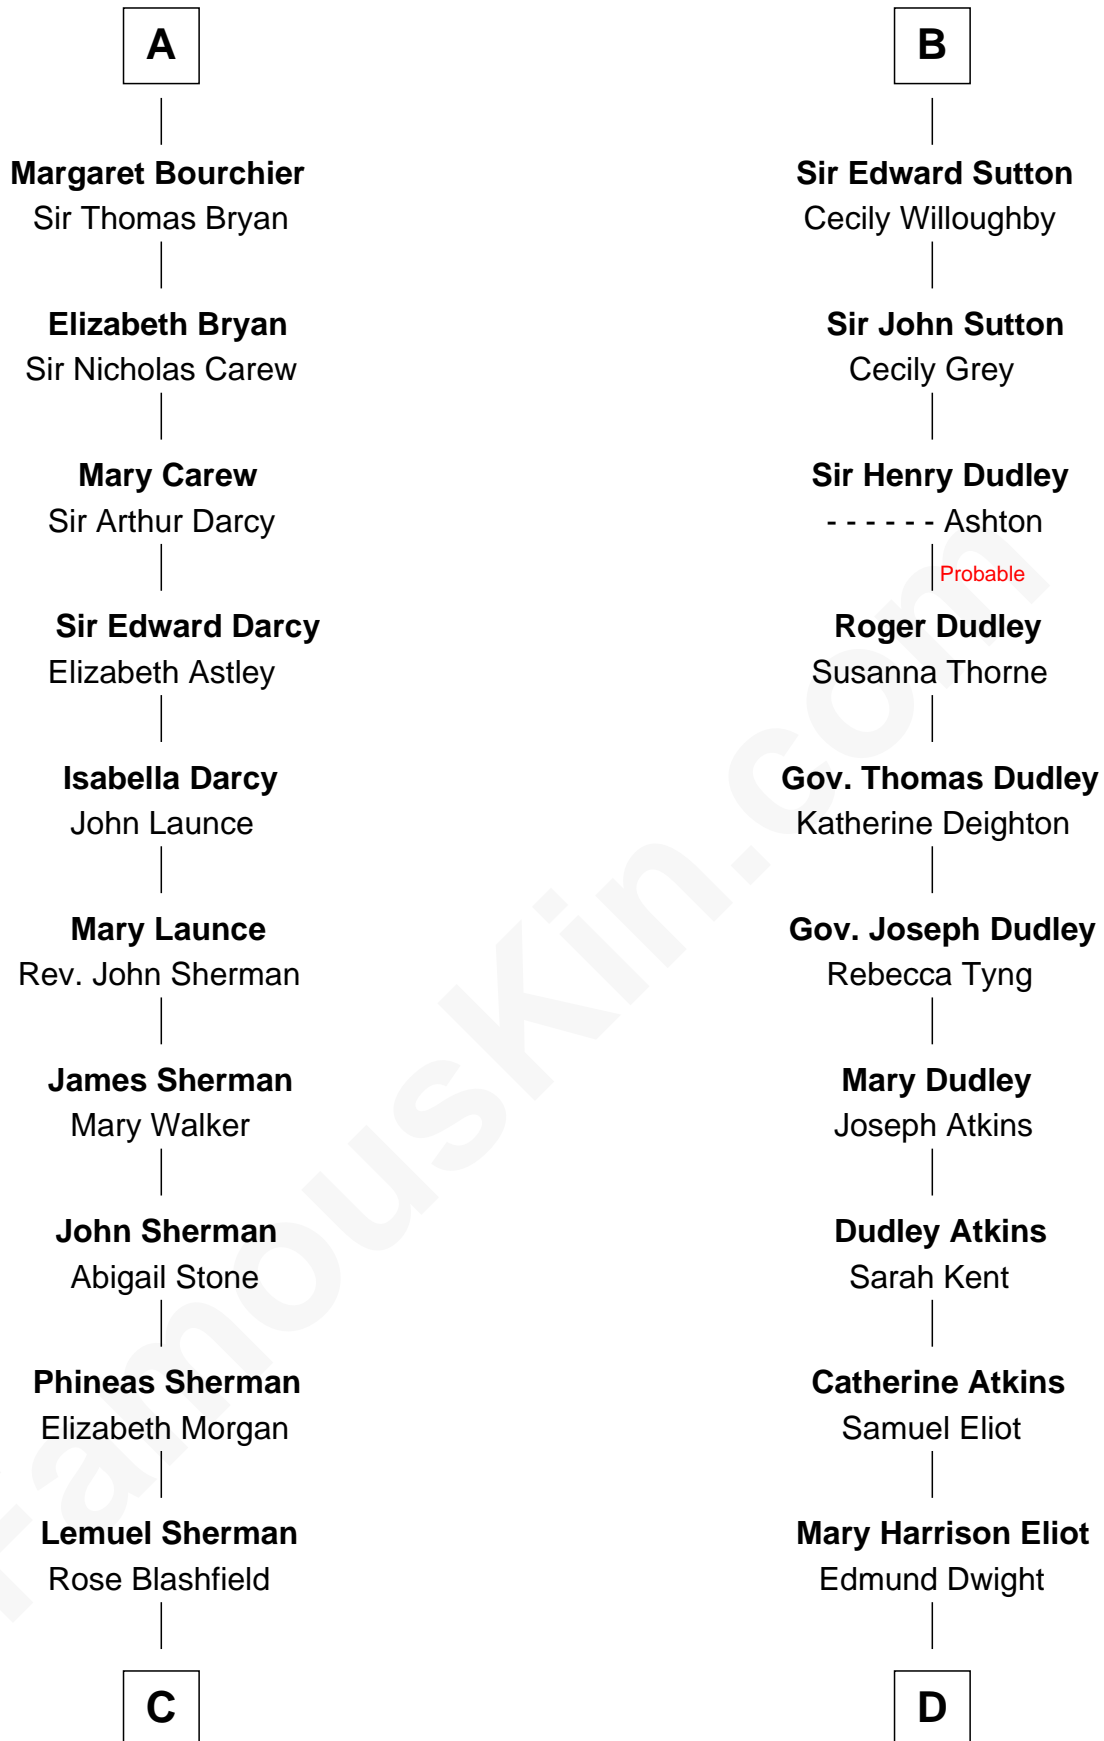 A
Margaret Bourchier
Sir Thomas Bryan
Elizabeth Bryan
Sir Nicholas Carew
Mary Carew
Sir Arthur Darcy
Sir Edward Darcy
Elizabeth Astley
Isabella Darcy
John Launce
Mary Launce
Rev. John Sherman
James Sherman
Mary Walker
John Sherman
Abigail Stone
Phineas Sherman
Elizabeth Morgan
Lemuel Sherman
Rose Blashfield
C
B
Sir Edward Sutton
Cecily Willoughby
Sir John Sutton
Cecily Grey
Sir Henry Dudley
- - - - - - Ashton
Probable
Roger Dudley
Susanna Thorne
Gov. Thomas Dudley
Katherine Deighton
Gov. Joseph Dudley
Rebecca Tyng
Mary Dudley
Joseph Atkins
Dudley Atkins
Sarah Kent
Catherine Atkins
Samuel Eliot
Mary Harrison Eliot
Edmund Dwight
D
FamousKin.com